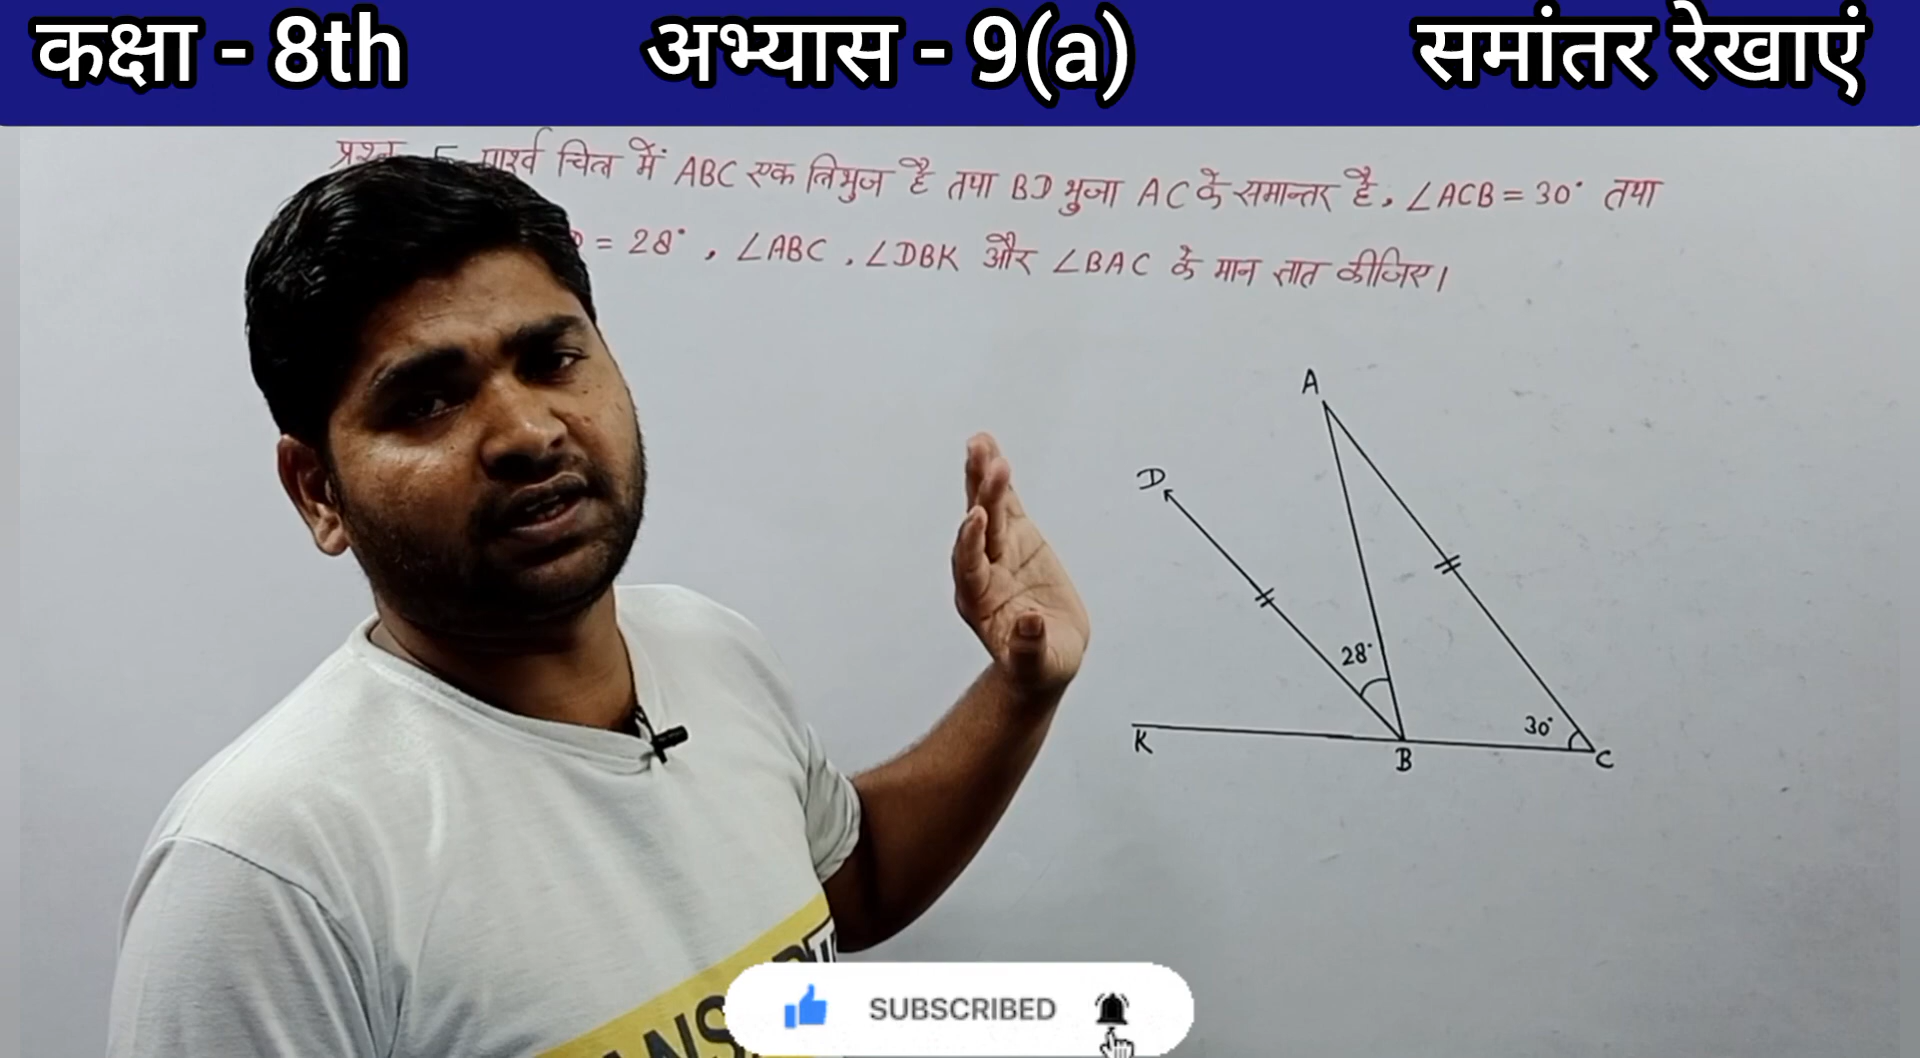 कक्षा - 8th अभ्यास - 9(a) समांतर रेखाएं
चित्र में ABC एक त्रिभुज है तथा BD भुजा AC के समान्तर है, ∠ACB = 30° तथा
= 28° , ∠ABC , ∠DBK और ∠BAC के मान ज्ञात कीजिए।
A
D
28°
30°
K
B
C
SUBSCRIBED